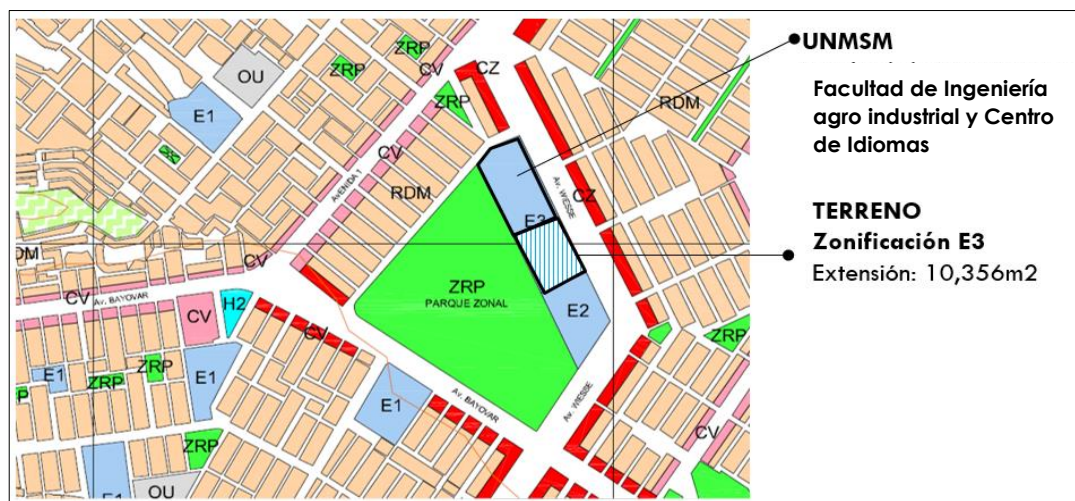 UNMSM
Facultad de Ingeniería
agro industrial y Centro
de Idiomas
TERRENO
Zonificación E3
Extensión: 10,356m2
ZRP
ZRP
CV
CZ
OU
ZRP
RDM
E1
CV
AVENIDA 1
RDM
AV. WIESSE
CZ
E3
DM
CV
CV
Av. BAYOVAR
ZRP
PARQUE ZONAL
E2
H2
CV
CV
ZRP
E1
ZRP
ZRP
E1
E1
P
Av. BAYOVAR
AV. WIESSE
CV
ZRP
E1
OU